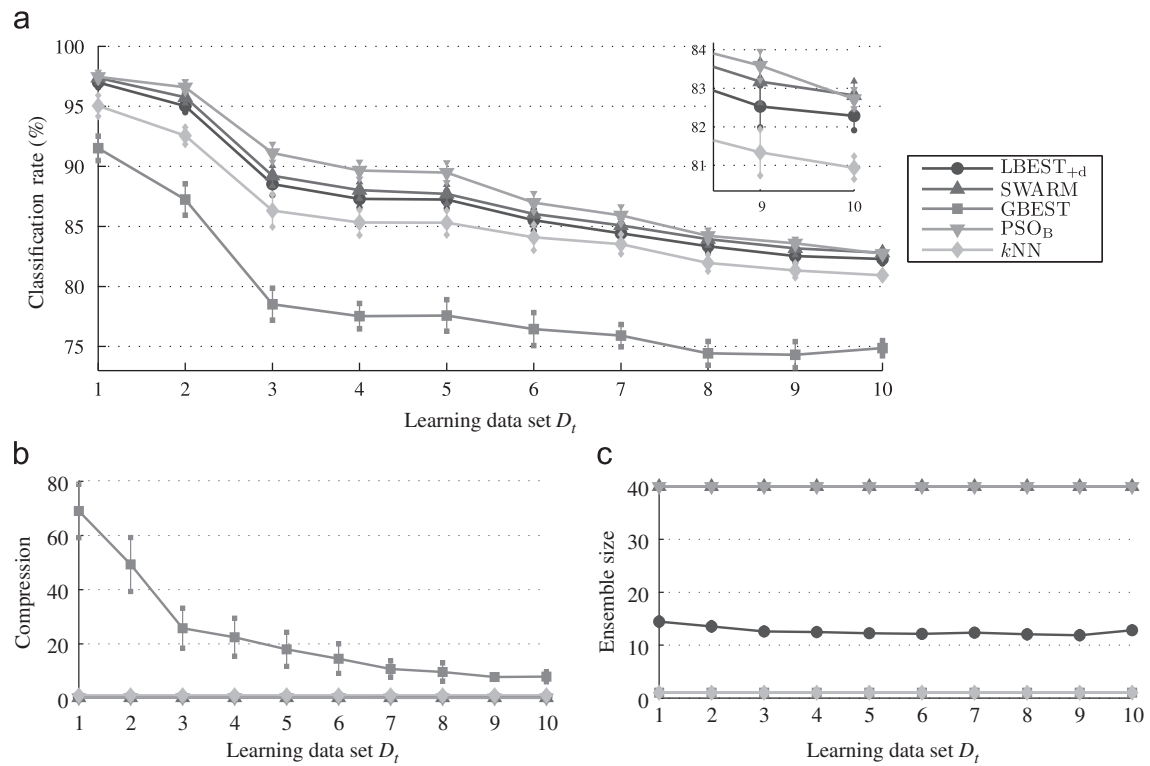 a
100
95
90
85
80
75
Classification rate (%)
1 2 3 4 5 6 7 8 9 10
Learning data set Dt
84
83
82
81
9 10
LBEST+d
SWARM
GBEST
PSOB
kNN
b
80
60
40
20
0
Compression
1 2 3 4 5 6 7 8 9 10
Learning data set Dt
c
40
30
20
10
0
Ensemble size
1 2 3 4 5 6 7 8 9 10
Learning data set Dt